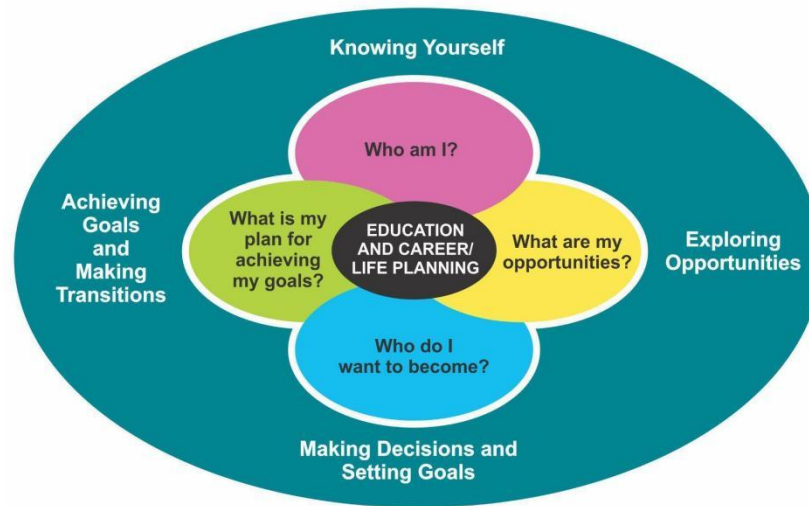 Knowing Yourself
Who am I?
Achieving
Goals
and
Making
Transitions
What is my
plan for
achieving
my goals?
EDUCATION
AND CAREER/
LIFE PLANNING
What are my
opportunities?
Exploring
Opportunities
Who do I
want to become?
Making Decisions and
Setting Goals